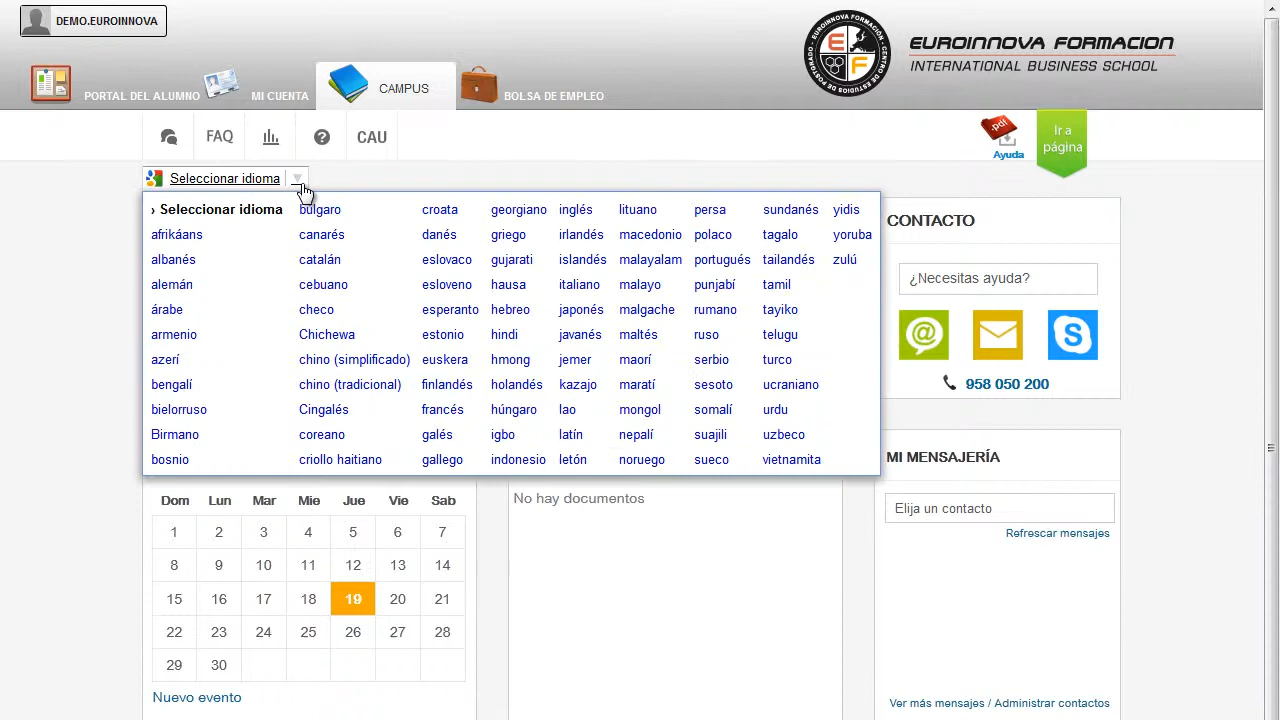 DEMO.EUROINNOVA
EUROINNOVA FORMACION
INTERNATIONAL BUSINESS SCHOOL
EF
CENTRO DE ESTUDIOS DE POSTGRADO
PORTAL DEL ALUMNO
MI CUENTA
CAMPUS
BOLSA DE EMPLEO
FAQ
CAU
.pdf
Ayuda
Ir a
página
Seleccionar idioma
› Seleccionar idioma búlgaro croata georgiano inglés lituano persa sundanés yidis
afrikáans canarés danés griego irlandés macedonio polaco tagalo yoruba
albanés catalán eslovaco gujarati islandés malayalam portugués tailandés zulú
alemán cebuano esloveno hausa italiano malayo punjabí tamil
árabe checo esperanto hebreo japonés malgache rumano tayiko
armenio Chichewa estonio hindi javanés maltés ruso telugu
azerí chino (simplificado) euskera hmong jemer maorí serbio turco
bengalí chino (tradicional) finlandés holandés kazajo maratí sesoto ucraniano
bielorruso Cingalés francés húngaro lao mongol somalí urdu
Birmano coreano galés igbo latín nepalí suajili uzbeco
bosnio criollo haitiano gallego indonesio letón noruego sueco vietnamita
CONTACTO
¿Necesitas ayuda?
958 050 200
Dom Lun Mar Mie Jue Vie Sab
1 2 3 4 5 6 7
8 9 10 11 12 13 14
15 16 17 18 19 20 21
22 23 24 25 26 27 28
29 30
Nuevo evento
No hay documentos
MI MENSAJERÍA
Elija un contacto
Refrescar mensajes
Ver más mensajes / Administrar contactos